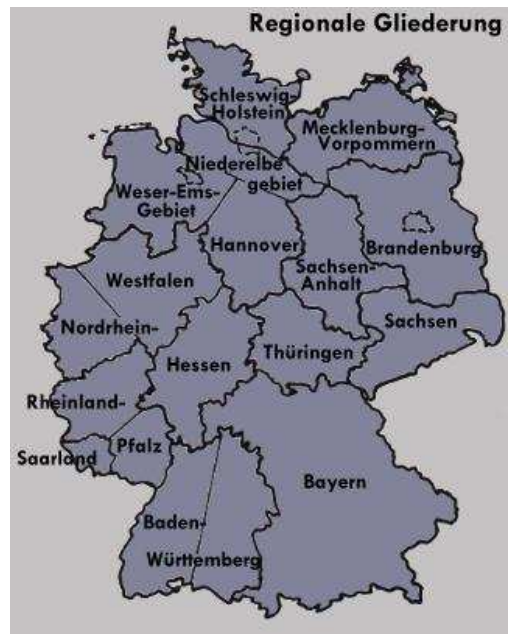 Regionale Gliederung
Schleswig-
Holstein
Mecklenburg-
Vorpommern
Niederelbe
gebiet
Weser-Ems-
Gebiet
Hannover
Brandenburg
Sachsen-
Anhalt
Westfalen
Nordrhein-
Sachsen
Thüringen
Hessen
Rheinland-
Pfalz
Saarland
Bayern
Baden-
Württemberg